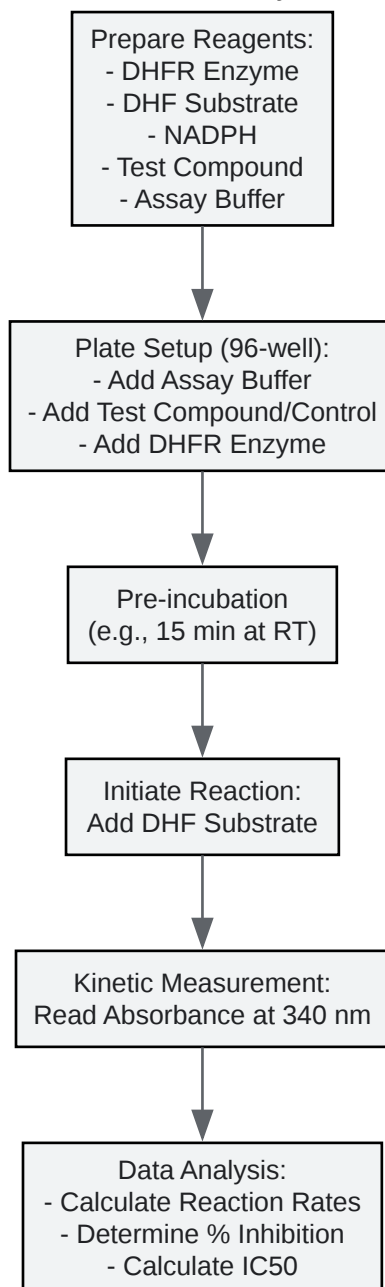 Prepare Reagents:
- DHFR Enzyme
- DHF Substrate
- NADPH
- Test Compound
- Assay Buffer
Plate Setup (96-well):
- Add Assay Buffer
- Add Test Compound/Control
- Add DHFR Enzyme
Pre-incubation
(e.g., 15 min at RT)
Initiate Reaction:
Add DHF Substrate
Kinetic Measurement:
Read Absorbance at 340 nm
Data Analysis:
- Calculate Reaction Rates
- Determine % Inhibition
- Calculate IC50